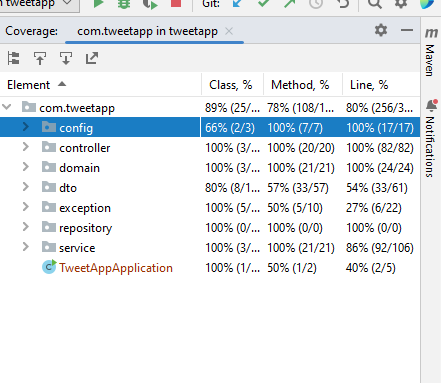 tweetapp
Git:
Coverage: com.tweetapp in tweetapp
Element Class, % Method, % Line, %
com.tweetapp 89% (25/... 78% (108/1... 80% (256/3...
config 66% (2/3) 100% (7/7) 100% (17/17)
controller 100% (3/... 100% (20/20) 100% (82/82)
domain 100% (3/... 100% (21/21) 100% (24/24)
dto 80% (8/1... 57% (33/57) 54% (33/61)
exception 100% (5/... 50% (5/10) 27% (6/22)
repository 100% (0/... 100% (0/0) 100% (0/0)
service 100% (3/... 100% (21/21) 86% (92/106)
TweetAppApplication 100% (1/... 50% (1/2) 40% (2/5)
m
Maven
Notifications